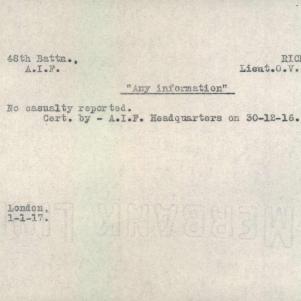 48th Battn., RICH
A.I.F. Lieut.O.V.
"Any information"
No casualty reported.
Cert. by - A.I.F. Headquarters on 30-12-16.
London.
1-1-17.